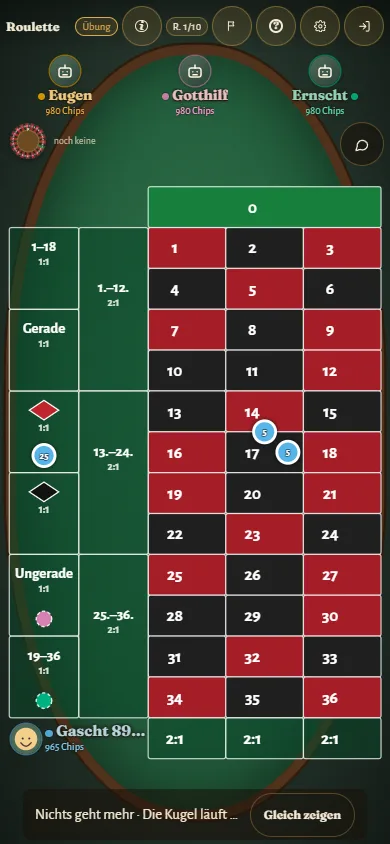 Roulette
Übung
R. 1/10
Eugen
980 Chips
Gotthilf
980 Chips
Ernscht
980 Chips
noch keine
0
1–18
1:1
1.–12.
2:1
1 2 3
4 5 6
Gerade
1:1
7 8 9
10 11 12
1:1
25
13.–24.
2:1
13 14 15
5
16 17 18
5
1:1
19 20 21
22 23 24
Ungerade
1:1
25.–36.
2:1
25 26 27
28 29 30
19–36
1:1
31 32 33
34 35 36
Gascht 89...
965 Chips
2:1 2:1 2:1
Nichts geht mehr · Die Kugel läuft ...
Gleich zeigen